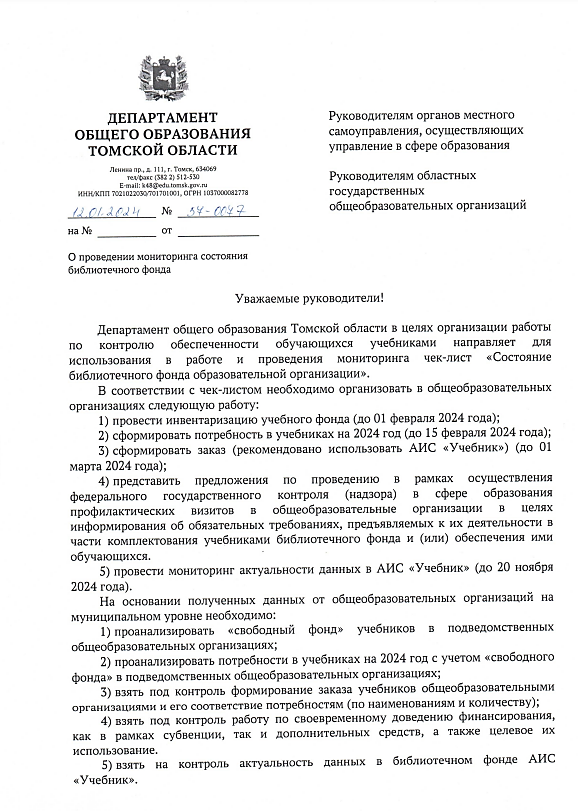 ДЕПАРТАМЕНТ
ОБЩЕГО ОБРАЗОВАНИЯ
ТОМСКОЙ ОБЛАСТИ
Ленина пр., д. 111, г. Томск, 634069
тел/факс (382 2) 512-530
E-mail: k48@edu.tomsk.gov.ru
ИНН/КПП 7021022030/701701001, ОГРН 1037000082778
12.01.2024 № 57-0077
на № от
О проведении мониторинга состояния
библиотечного фонда
Руководителям органов местного
самоуправления, осуществляющих
управление в сфере образования
Руководителям областных
государственных
общеобразовательных организаций
Уважаемые руководители!
Департамент общего образования Томской области в целях организации работы
по контролю обеспеченности обучающихся учебниками направляет для
использования в работе и проведения мониторинга чек-лист «Состояние
библиотечного фонда образовательной организации».
В соответствии с чек-листом необходимо организовать в общеобразовательных
организациях следующую работу:
1) провести инвентаризацию учебного фонда (до 01 февраля 2024 года);
2) сформировать потребность в учебниках на 2024 год (до 15 февраля 2024 года);
3) сформировать заказ (рекомендовано использовать АИС «Учебник») (до 01
марта 2024 года);
4) представить предложения по проведению в рамках осуществления
федерального государственного контроля (надзора) в сфере образования
профилактических визитов в общеобразовательные организации в целях
информирования об обязательных требованиях, предъявляемых к их деятельности в
части комплектования учебниками библиотечного фонда и (или) обеспечения ими
обучающихся.
5) провести мониторинг актуальности данных в АИС «Учебник» (до 20 ноября
2024 года).
На основании полученных данных от общеобразовательных организаций на
муниципальном уровне необходимо:
1) проанализировать «свободный фонд» учебников в подведомственных
общеобразовательных организациях;
2) проанализировать потребности в учебниках на 2024 год с учетом «свободного
фонда» в подведомственных общеобразовательных организациях;
3) взять под контроль формирование заказа учебников общеобразовательными
организациями и его соответствие потребностям (по наименованиям и количеству);
4) взять под контроль работу по своевременному доведению финансирования,
как в рамках субвенции, так и дополнительных средств, а также целевое их
использование.
5) взять на контроль актуальность данных в библиотечном фонде АИС
«Учебник».